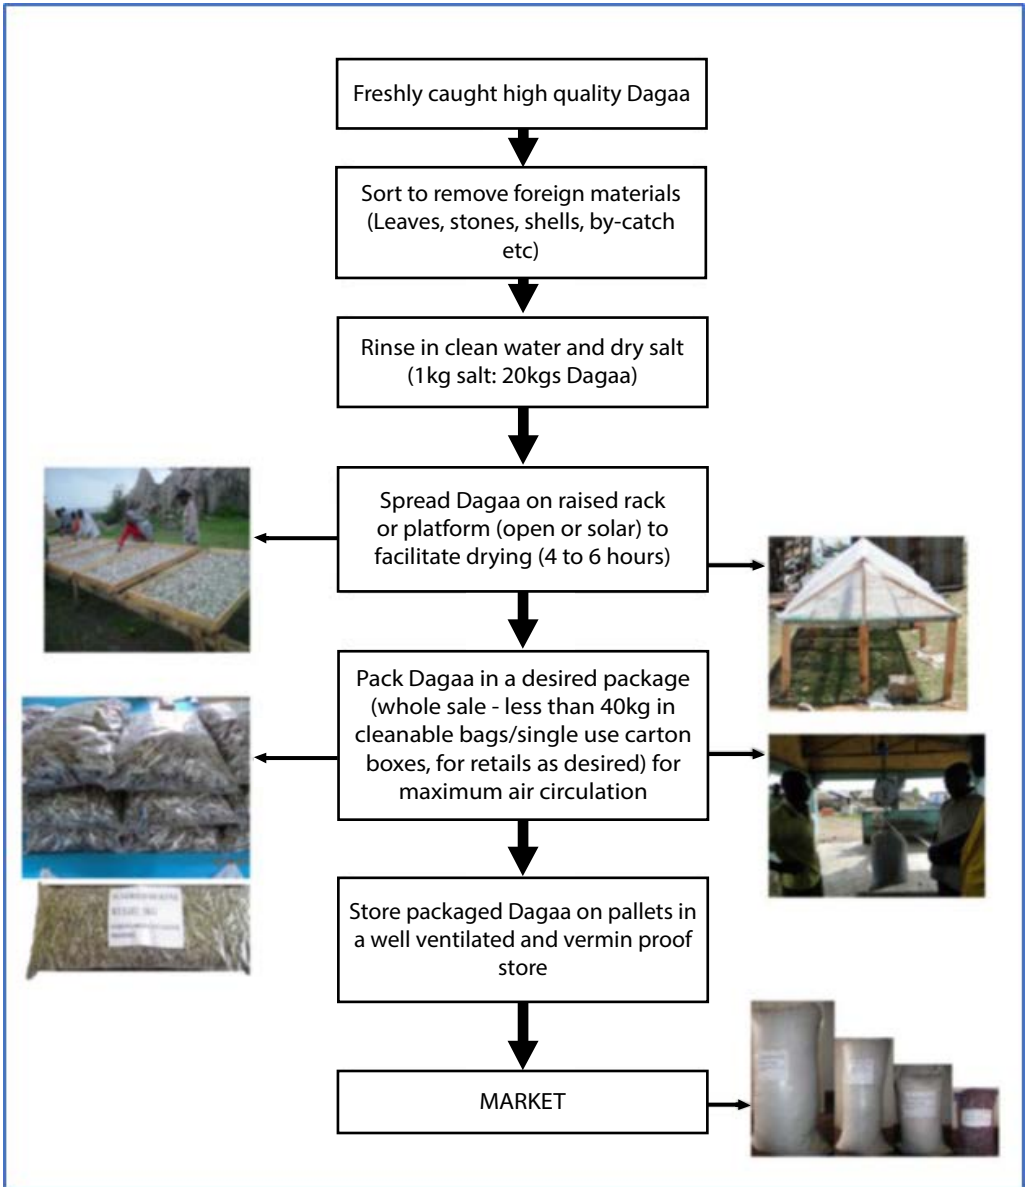 Freshly caught high quality Dagaa
Sort to remove foreign materials
(Leaves, stones, shells, by-catch
etc)
Rinse in clean water and dry salt
(1kg salt: 20kgs Dagaa)
Spread Dagaa on raised rack
or platform (open or solar) to
facilitate drying (4 to 6 hours)
Pack Dagaa in a desired package
(whole sale - less than 40kg in
cleanable bags/single use carton
boxes, for retails as desired) for
maximum air circulation
Store packaged Dagaa on pallets in
a well ventilated and vermin proof
store
MARKET